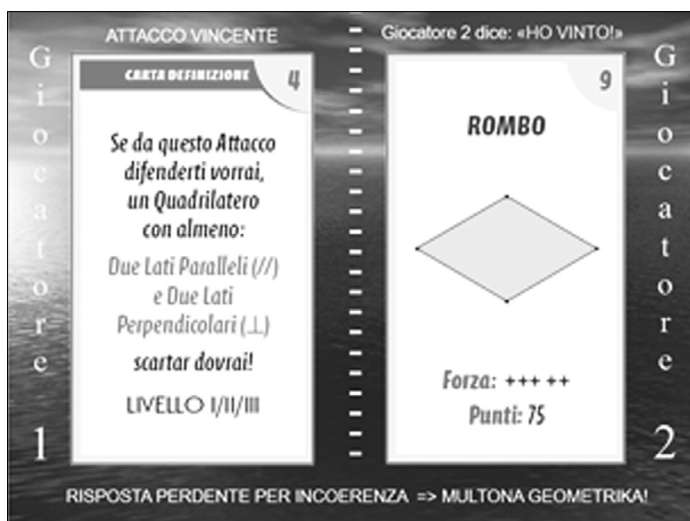 ATTACCO VINCENTE
Giocatore 2 dice: «HO VINTO!»
Giocatore 1
CARTA DEFINIZIONE 4
Se da questo Attacco
difenderti vorrai,
un Quadrilatero
con almeno:
Due Lati Paralleli (//)
e Due Lati
Perpendicolari (⊥)
scartar dovrai!
LIVELLO I/II/III
9
ROMBO
Forza: +++ ++
Punti: 75
Giocatore 2
RISPOSTA PERDENTE PER INCOERENZA => MULTONA GEOMETRIKA!